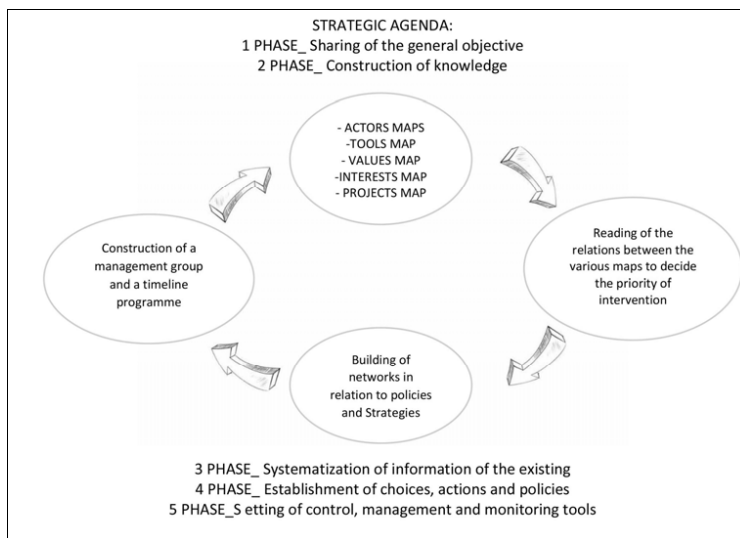 STRATEGIC AGENDA:
1 PHASE_ Sharing of the general objective
2 PHASE_ Construction of knowledge
- ACTORS MAPS
-TOOLS MAP
- VALUES MAP
-INTERESTS MAP
- PROJECTS MAP
Reading of the
relations between the
various maps to decide
the priority of
intervention
Building of
networks in
relation to policies
and Strategies
Construction of a
management group
and a timeline
programme
3 PHASE_ Systematization of information of the existing
4 PHASE_ Establishment of choices, actions and policies
5 PHASE_S etting of control, management and monitoring tools